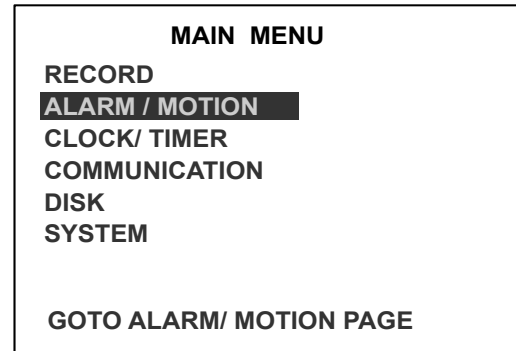 MAIN MENU
RECORD
ALARM / MOTION
CLOCK/ TIMER
COMMUNICATION
DISK
SYSTEM
GOTO ALARM/ MOTION PAGE